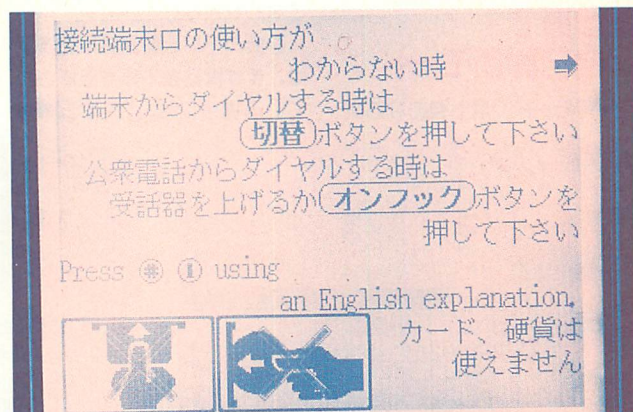 接続端末口の使い方が
わからない時 ➡
端末からダイヤルする時は
切替ボタンを押して下さい
公衆電話からダイヤルする時は
受話器を上げるかオンフックボタンを
押して下さい
Press # 1 using
an English explanation.
カード、硬貨は
使えません